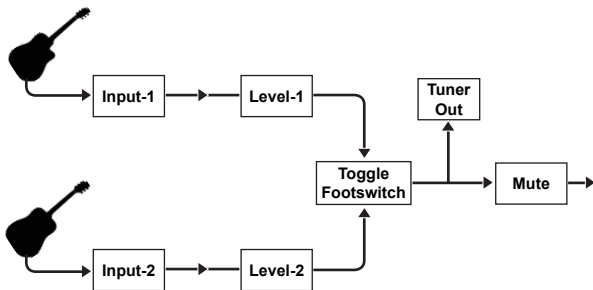 Input-1
Level-1
Tuner
Out
Toggle
Footswitch
Mute
Input-2
Level-2